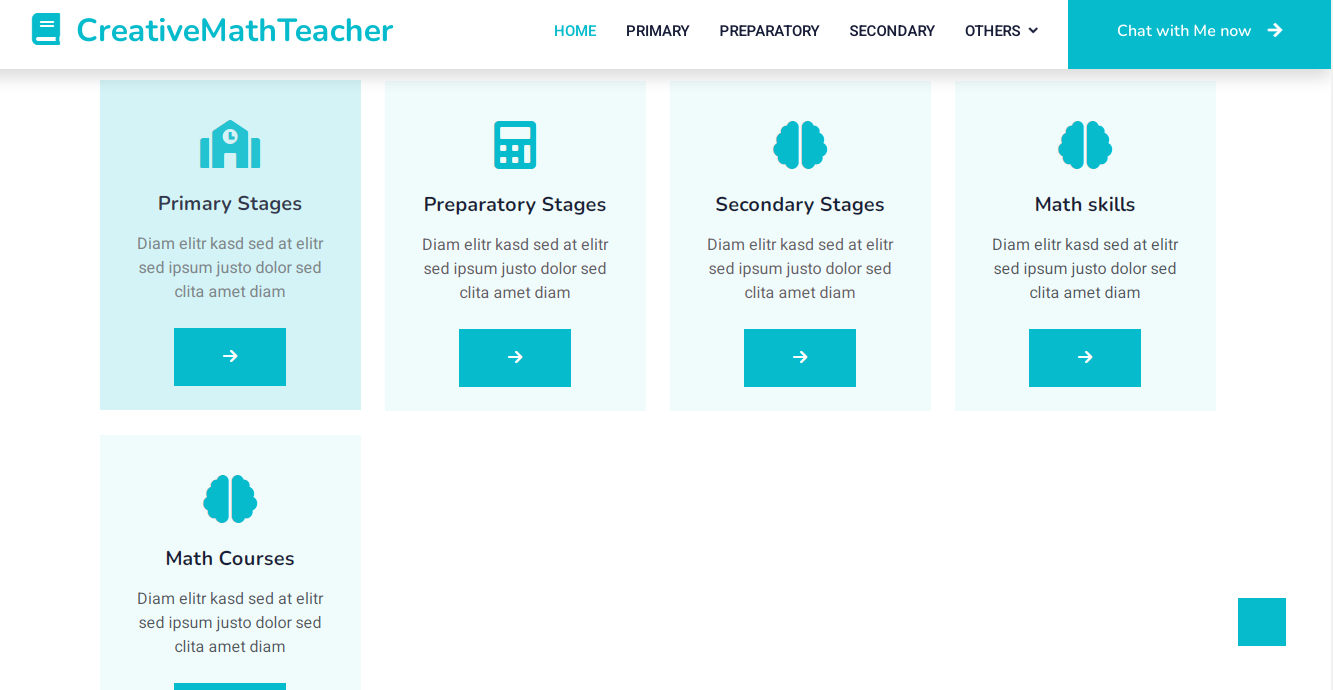 CreativeMathTeacher
HOME PRIMARY PREPARATORY SECONDARY OTHERS
Chat with Me now
Primary Stages
Diam elitr kasd sed at elitr
sed ipsum justo dolor sed
clita amet diam
Preparatory Stages
Diam elitr kasd sed at elitr
sed ipsum justo dolor sed
clita amet diam
Secondary Stages
Diam elitr kasd sed at elitr
sed ipsum justo dolor sed
clita amet diam
Math skills
Diam elitr kasd sed at elitr
sed ipsum justo dolor sed
clita amet diam
Math Courses
Diam elitr kasd sed at elitr
sed ipsum justo dolor sed
clita amet diam